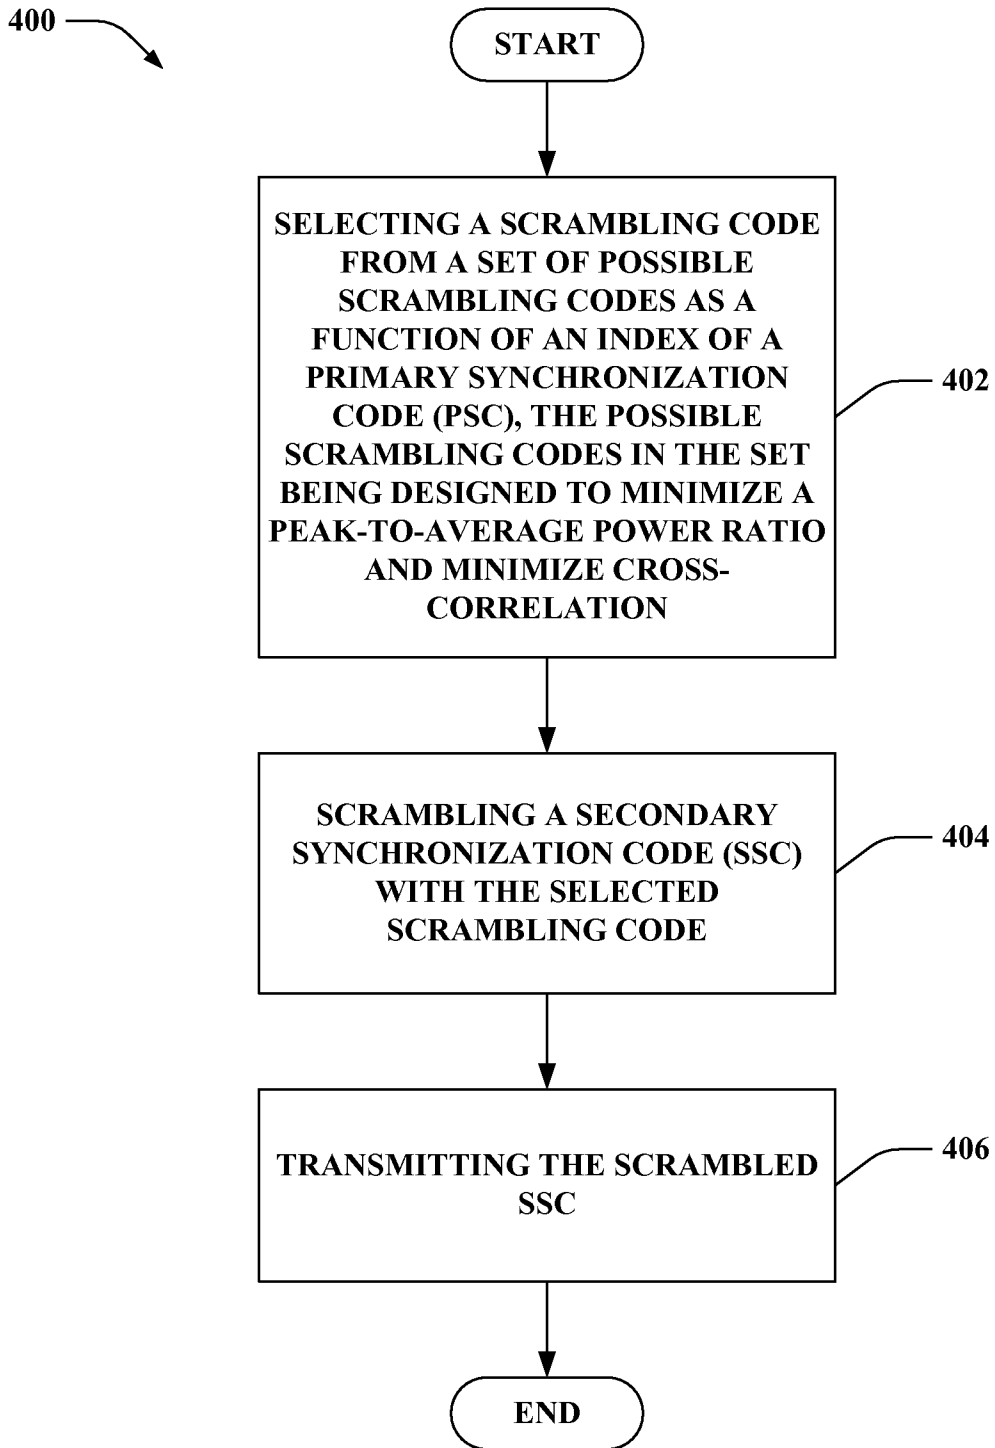 400
START
SELECTING A SCRAMBLING CODE
FROM A SET OF POSSIBLE
SCRAMBLING CODES AS A
FUNCTION OF AN INDEX OF A
PRIMARY SYNCHRONIZATION
CODE (PSC), THE POSSIBLE
SCRAMBLING CODES IN THE SET
BEING DESIGNED TO MINIMIZE A
PEAK-TO-AVERAGE POWER RATIO
AND MINIMIZE CROSS-
CORRELATION
402
SCRAMBLING A SECONDARY
SYNCHRONIZATION CODE (SSC)
WITH THE SELECTED
SCRAMBLING CODE
404
TRANSMITTING THE SCRAMBLED
SSC
406
END